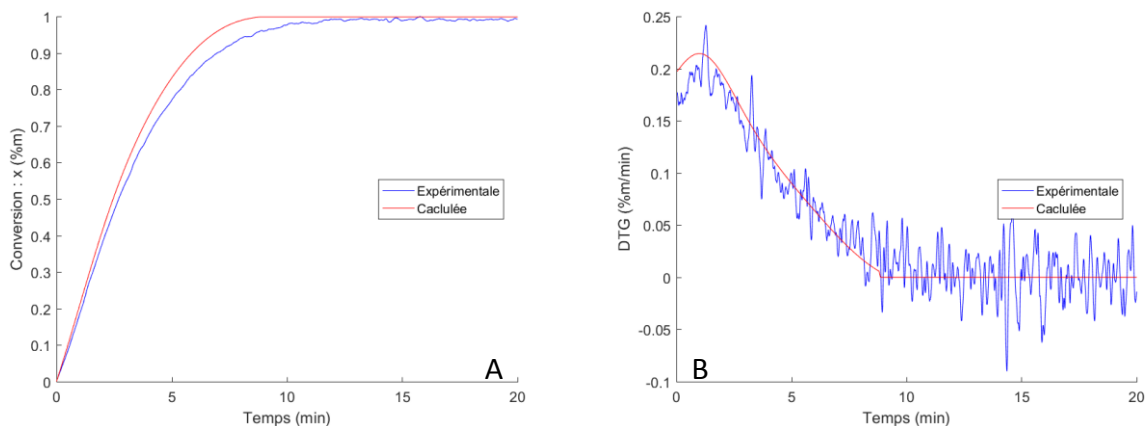 1
0.9
0.8
0.7
0.6
0.5
0.4
0.3
0.2
0.1
0
Conversion : x (%m)
Expérimentale
Caclulée
A
0 5 10 15 20
Temps (min)
0.25
0.2
0.15
0.1
0.05
0
-0.05
-0.1
DTG (%m/min)
Expérimentale
Caclulée
B
0 5 10 15 20
Temps (min)